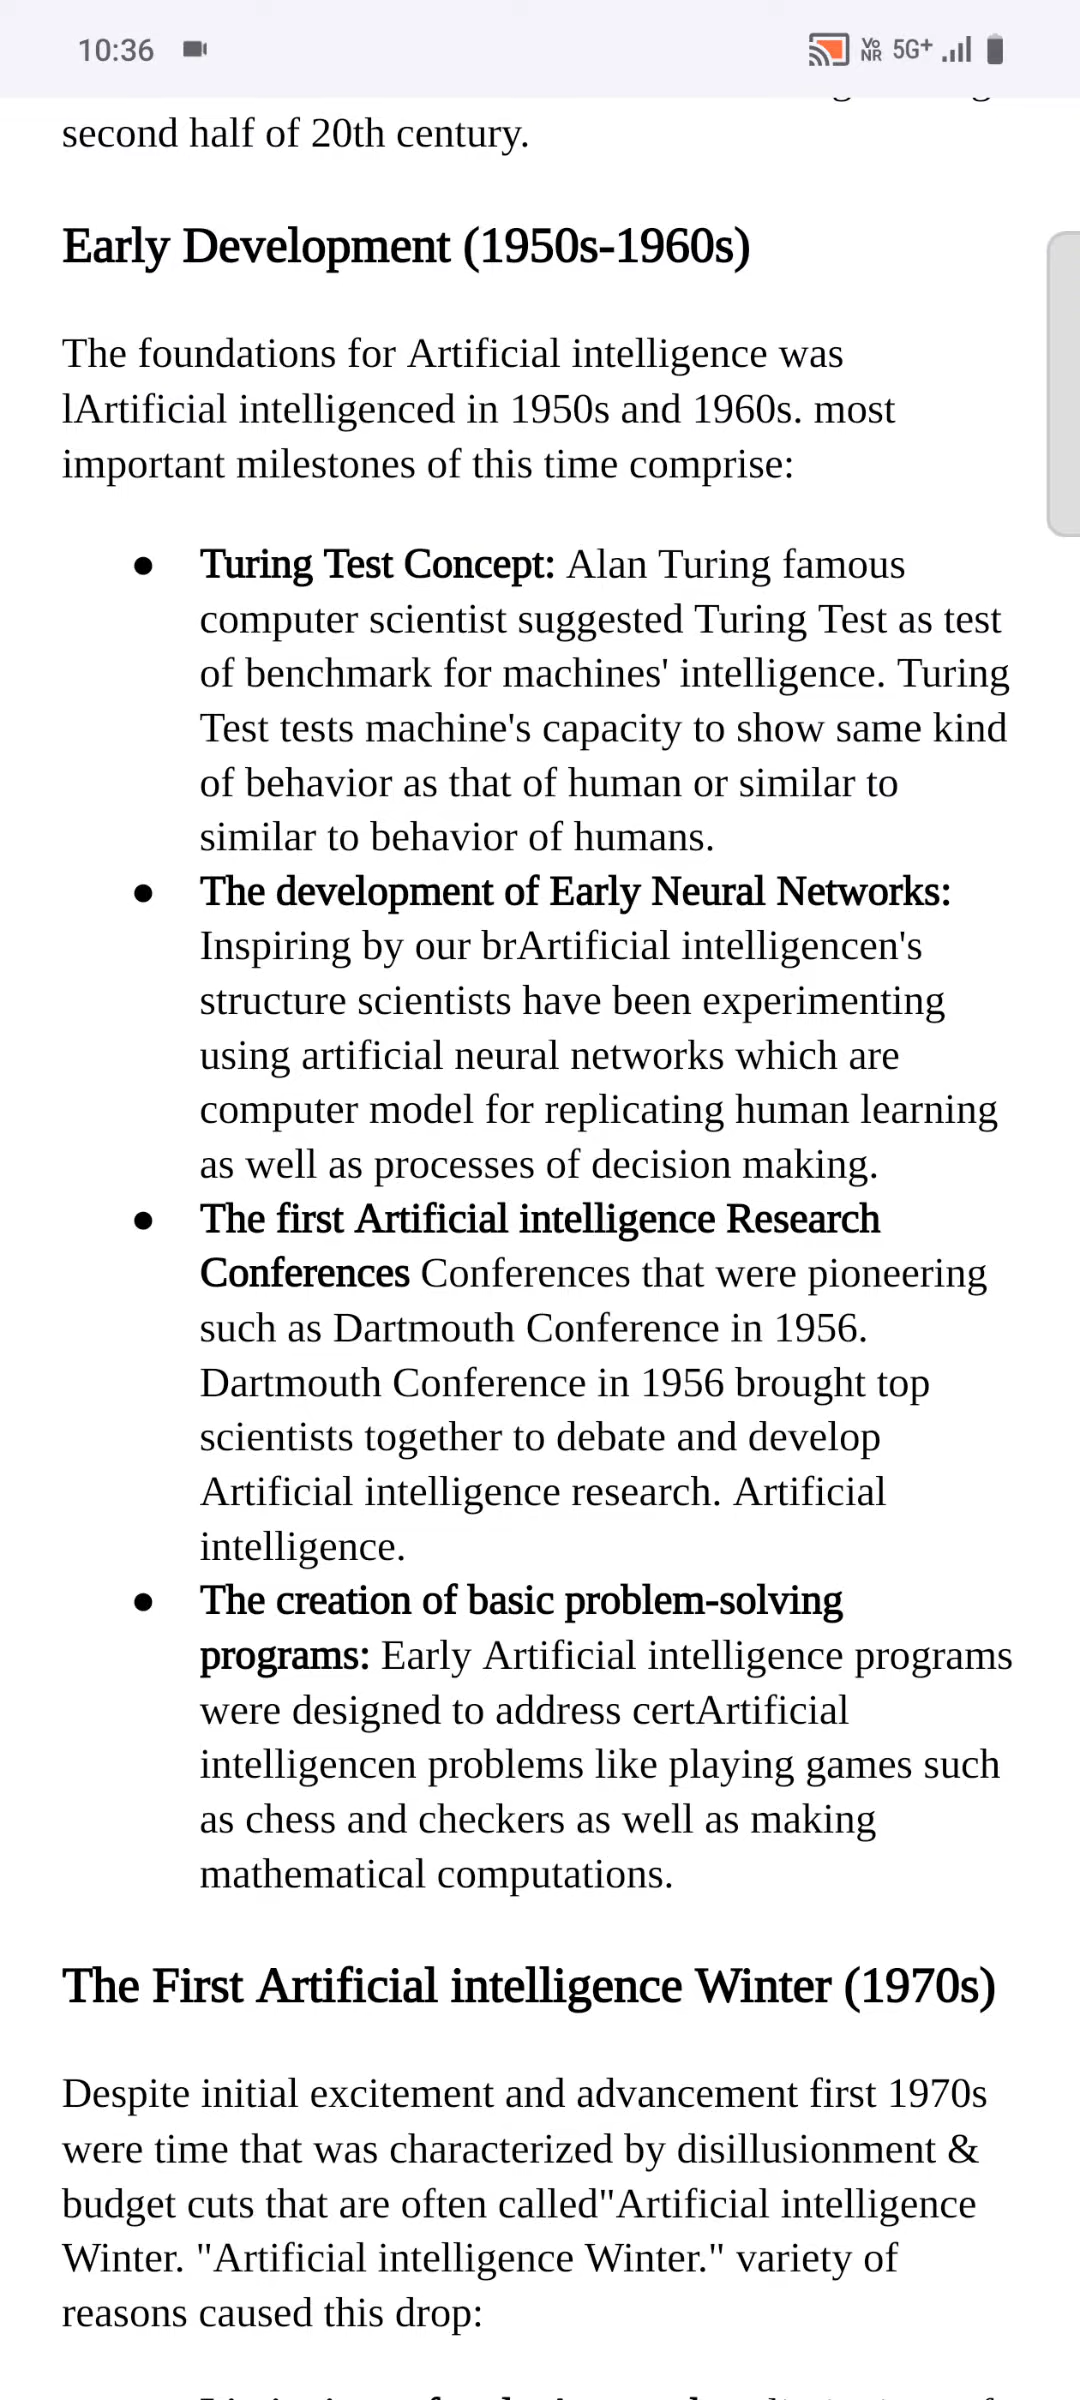 10:36
Vo NR 5G+
second half of 20th century.
Early Development (1950s-1960s)
The foundations for Artificial intelligence was
lArtificial intelligenced in 1950s and 1960s. most
important milestones of this time comprise:
● Turing Test Concept: Alan Turing famous
computer scientist suggested Turing Test as test
of benchmark for machines' intelligence. Turing
Test tests machine's capacity to show same kind
of behavior as that of human or similar to
similar to behavior of humans.
● The development of Early Neural Networks:
Inspiring by our brArtificial intelligencen's
structure scientists have been experimenting
using artificial neural networks which are
computer model for replicating human learning
as well as processes of decision making.
● The first Artificial intelligence Research
Conferences Conferences that were pioneering
such as Dartmouth Conference in 1956.
Dartmouth Conference in 1956 brought top
scientists together to debate and develop
Artificial intelligence research. Artificial
intelligence.
● The creation of basic problem-solving
programs: Early Artificial intelligence programs
were designed to address certArtificial
intelligencen problems like playing games such
as chess and checkers as well as making
mathematical computations.
The First Artificial intelligence Winter (1970s)
Despite initial excitement and advancement first 1970s
were time that was characterized by disillusionment &
budget cuts that are often called"Artificial intelligence
Winter. "Artificial intelligence Winter." variety of
reasons caused this drop: